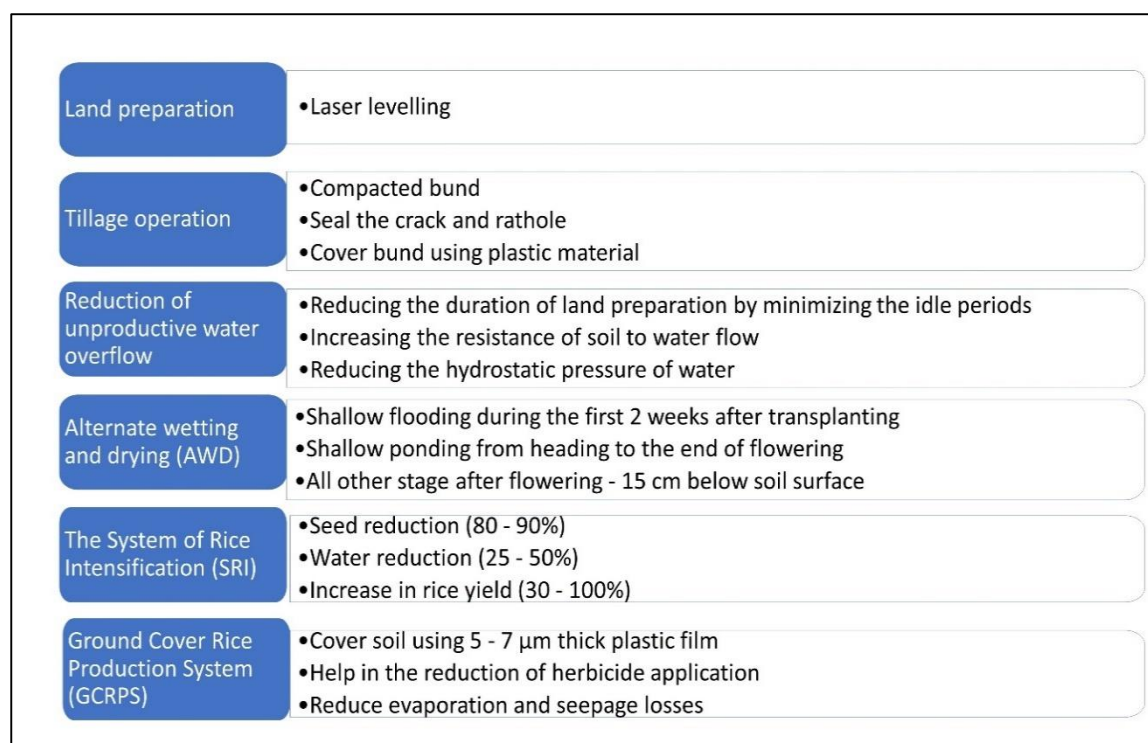 Land preparation
•Laser levelling
Tillage operation
•Compacted bund
•Seal the crack and rathole
•Cover bund using plastic material
Reduction of
unproductive water
overflow
•Reducing the duration of land preparation by minimizing the idle periods
•Increasing the resistance of soil to water flow
•Reducing the hydrostatic pressure of water
Alternate wetting
and drying (AWD)
•Shallow flooding during the first 2 weeks after transplanting
•Shallow ponding from heading to the end of flowering
•All other stage after flowering - 15 cm below soil surface
The System of Rice
Intensification (SRI)
•Seed reduction (80 - 90%)
•Water reduction (25 - 50%)
•Increase in rice yield (30 - 100%)
Ground Cover Rice
Production System
(GCRPS)
•Cover soil using 5 - 7 µm thick plastic film
•Help in the reduction of herbicide application
•Reduce evaporation and seepage losses